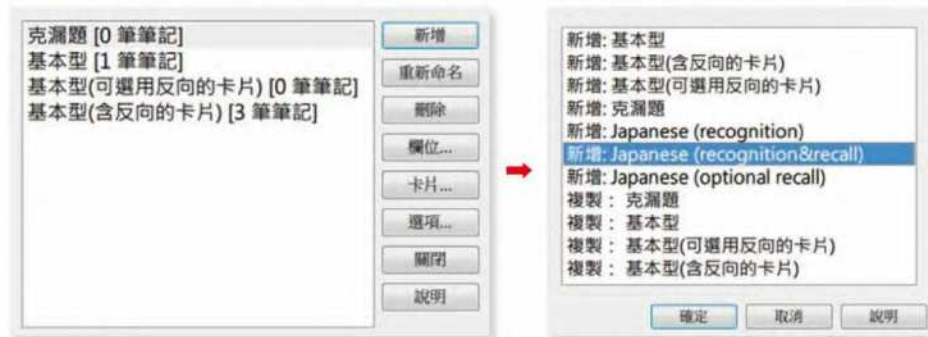 克漏題 [0 筆筆記]
基本型 [1 筆筆記]
基本型(可選用反向的卡片) [0 筆筆記]
基本型(含反向的卡片) [3 筆筆記]
新增
重新命名
刪除
欄位...
卡片...
選項...
關閉
說明
新增: 基本型
新增: 基本型(含反向的卡片)
新增: 基本型(可選用反向的卡片)
新增: 克漏題
新增: Japanese (recognition)
新增: Japanese (recognition&recall)
新增: Japanese (optional recall)
複製： 克漏題
複製： 基本型
複製： 基本型(可選用反向的卡片)
複製： 基本型(含反向的卡片)
確定
取消
說明